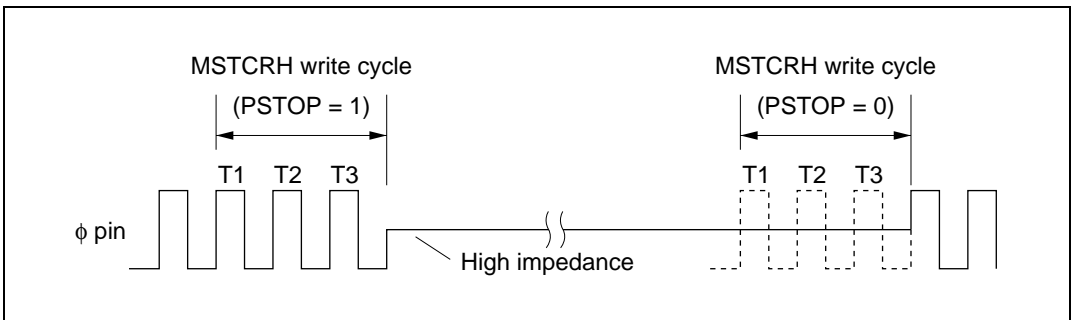 MSTCRH write cycle
(PSTOP = 1)
MSTCRH write cycle
(PSTOP = 0)
T1 T2 T3
T1 T2 T3
φ pin
High impedance